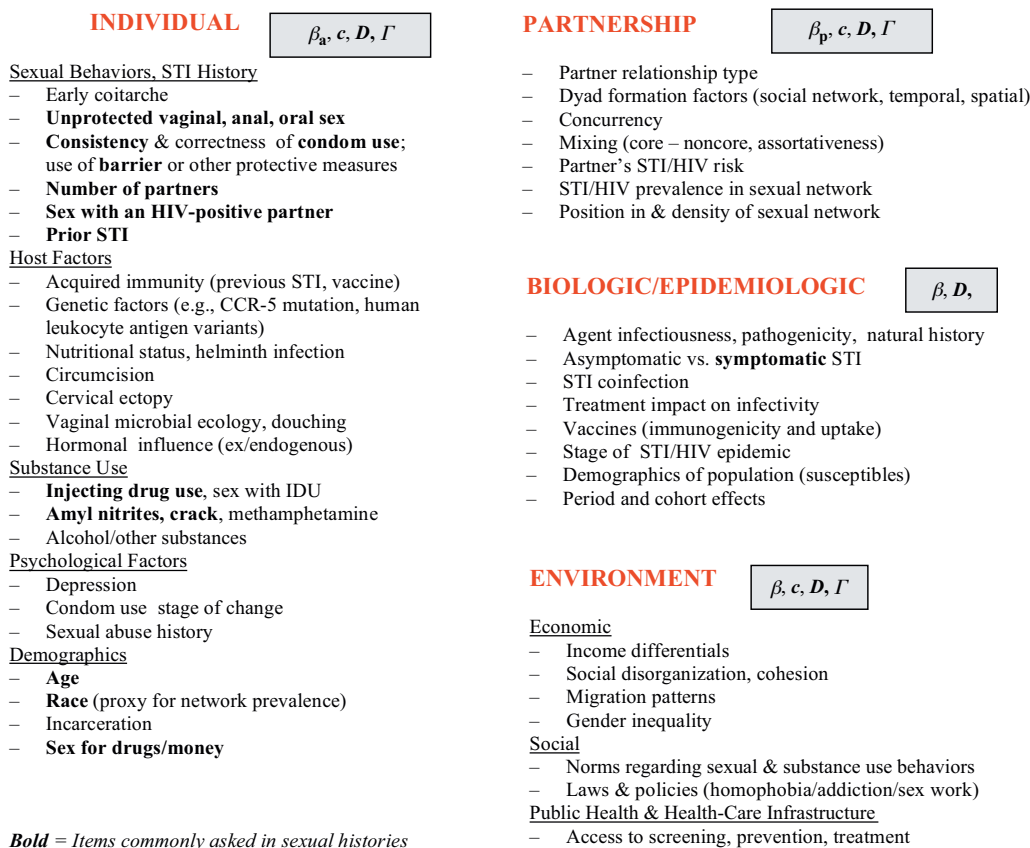 INDIVIDUAL
βa, c, D, Γ
Sexual Behaviors, STI History
– Early coitarche
– Unprotected vaginal, anal, oral sex
– Consistency & correctness of condom use;
use of barrier or other protective measures
– Number of partners
– Sex with an HIV-positive partner
– Prior STI
Host Factors
– Acquired immunity (previous STI, vaccine)
– Genetic factors (e.g., CCR-5 mutation, human
leukocyte antigen variants)
– Nutritional status, helminth infection
– Circumcision
– Cervical ectopy
– Vaginal microbial ecology, douching
– Hormonal influence (ex/endogenous)
Substance Use
– Injecting drug use, sex with IDU
– Amyl nitrites, crack, methamphetamine
– Alcohol/other substances
Psychological Factors
– Depression
– Condom use stage of change
– Sexual abuse history
Demographics
– Age
– Race (proxy for network prevalence)
– Incarceration
– Sex for drugs/money
Bold = Items commonly asked in sexual histories
PARTNERSHIP
βp, c, D, Γ
– Partner relationship type
– Dyad formation factors (social network, temporal, spatial)
– Concurrency
– Mixing (core – noncore, assortativeness)
– Partner's STI/HIV risk
– STI/HIV prevalence in sexual network
– Position in & density of sexual network
BIOLOGIC/EPIDEMIOLOGIC
β, D,
– Agent infectiousness, pathogenicity, natural history
– Asymptomatic vs. symptomatic STI
– STI coinfection
– Treatment impact on infectivity
– Vaccines (immunogenicity and uptake)
– Stage of STI/HIV epidemic
– Demographics of population (susceptibles)
– Period and cohort effects
ENVIRONMENT
β, c, D, Γ
Economic
– Income differentials
– Social disorganization, cohesion
– Migration patterns
– Gender inequality
Social
– Norms regarding sexual & substance use behaviors
– Laws & policies (homophobia/addiction/sex work)
Public Health & Health-Care Infrastructure
– Access to screening, prevention, treatment